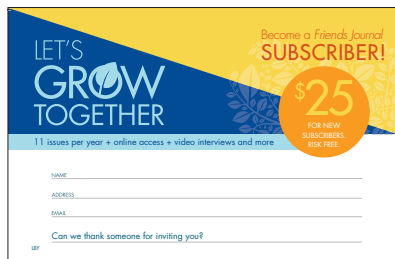 LET'S
GROW
TOGETHER
Become a Friends Journal
SUBSCRIBER!
$25
FOR NEW
SUBSCRIBERS.
RISK FREE.
11 issues per year + online access + video interviews and more
NAME
ADDRESS
EMAIL
Can we thank someone for inviting you?
LIBY